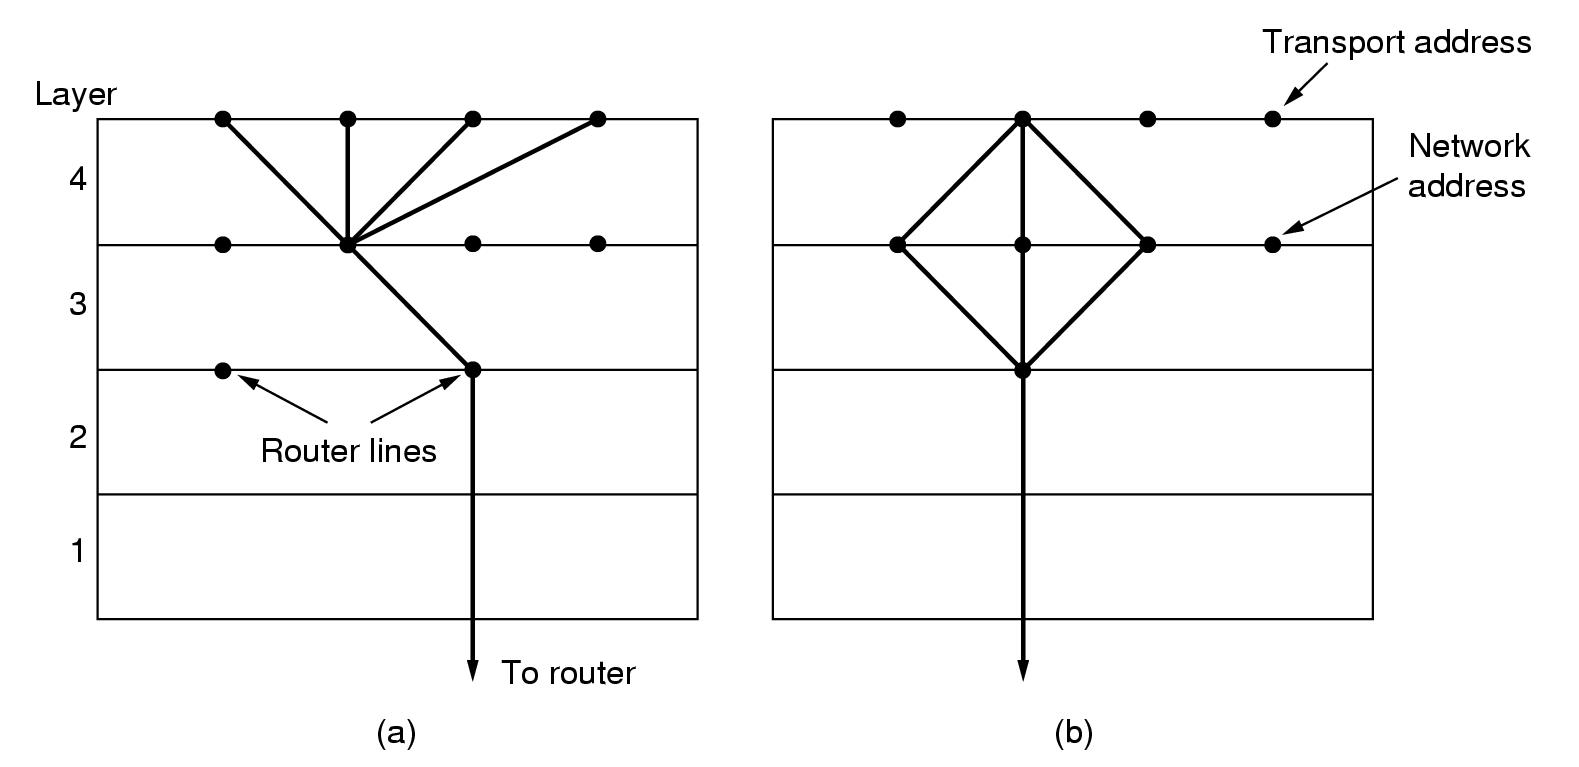 Transport address
Layer
Network
address
4
3
2
1
Router lines
To router
(a)
(b)